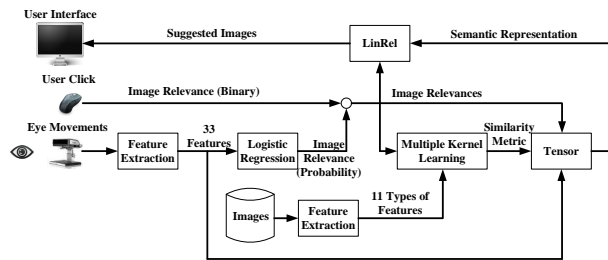 User Interface
Suggested Images
LinRel
Semantic Representation
User Click
Image Relevance (Binary)
Image Relevances
Eye Movements
Feature
Extraction
33
Features
Logistic
Regression
Image
Relevance
(Probability)
Multiple Kernel
Learning
Similarity
Metric
Tensor
Images
Feature
Extraction
11 Types of
Features